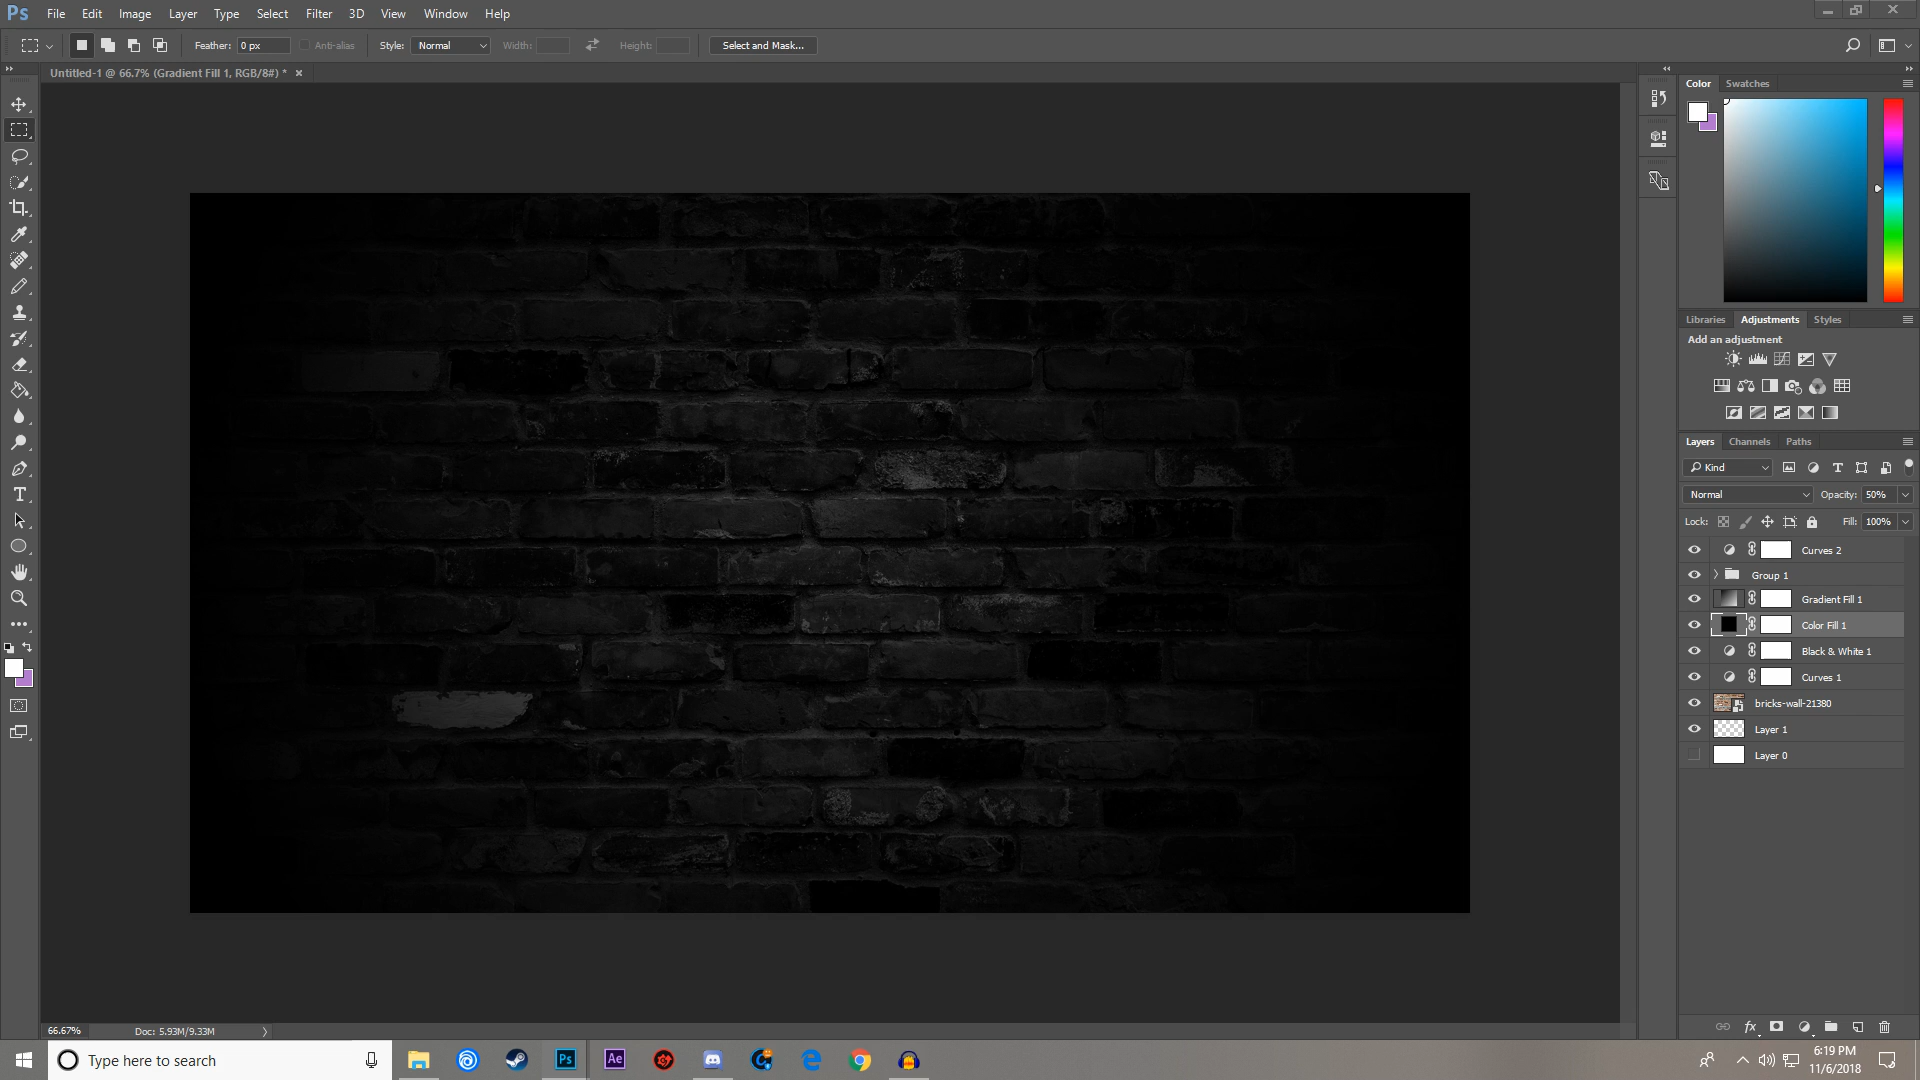 Ps File Edit Image Layer Type Select Filter 3D View Window Help
Feather: 0 px Anti-alias Style: Normal Width: Height: Select and Mask...
Untitled-1 @ 66.7% (Gradient Fill 1, RGB/8#) *
Color Swatches
Libraries Adjustments Styles
Add an adjustment
Layers Channels Paths
Kind
Normal Opacity: 50%
Lock: Fill: 100%
Curves 2
Group 1
Gradient Fill 1
Color Fill 1
Black & White 1
Curves 1
bricks-wall-21380
Layer 1
Layer 0
66.67% Doc: 5.93M/9.33M
Type here to search
Ps
Ae
6:19 PM
11/6/2018